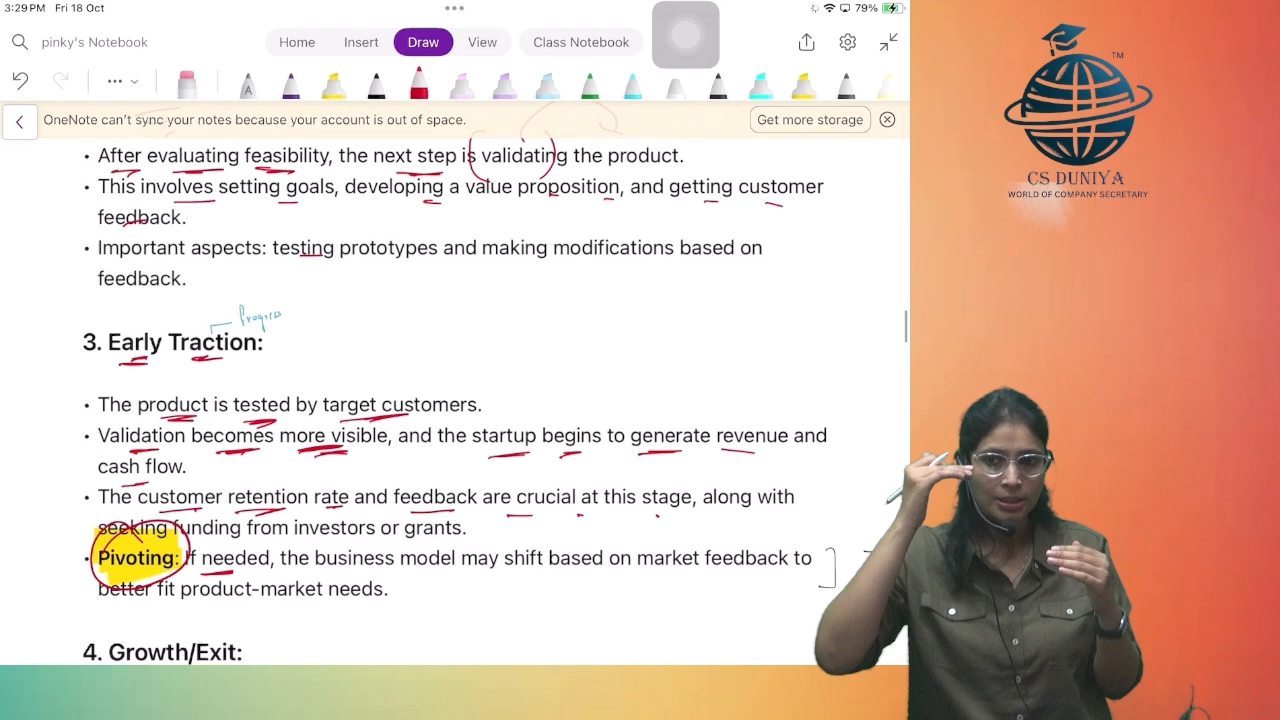 3:29 PM Fri 18 Oct
79%
pinky's Notebook
Home
Insert
Draw
View
Class Notebook
A
OneNote can't sync your notes because your account is out of space.
Get more storage
• After evaluating feasibility, the next step is validating the product.
• This involves setting goals, developing a value proposition, and getting customer
feedback.
• Important aspects: testing prototypes and making modifications based on
feedback.
Progress
3. Early Traction:
• The product is tested by target customers.
• Validation becomes more visible, and the startup begins to generate revenue and
cash flow.
• The customer retention rate and feedback are crucial at this stage, along with
seeking funding from investors or grants.
• Pivoting: If needed, the business model may shift based on market feedback to
better fit product-market needs.
4. Growth/Exit:
TM
CS DUNIYA
WORLD OF COMPANY SECRETARY